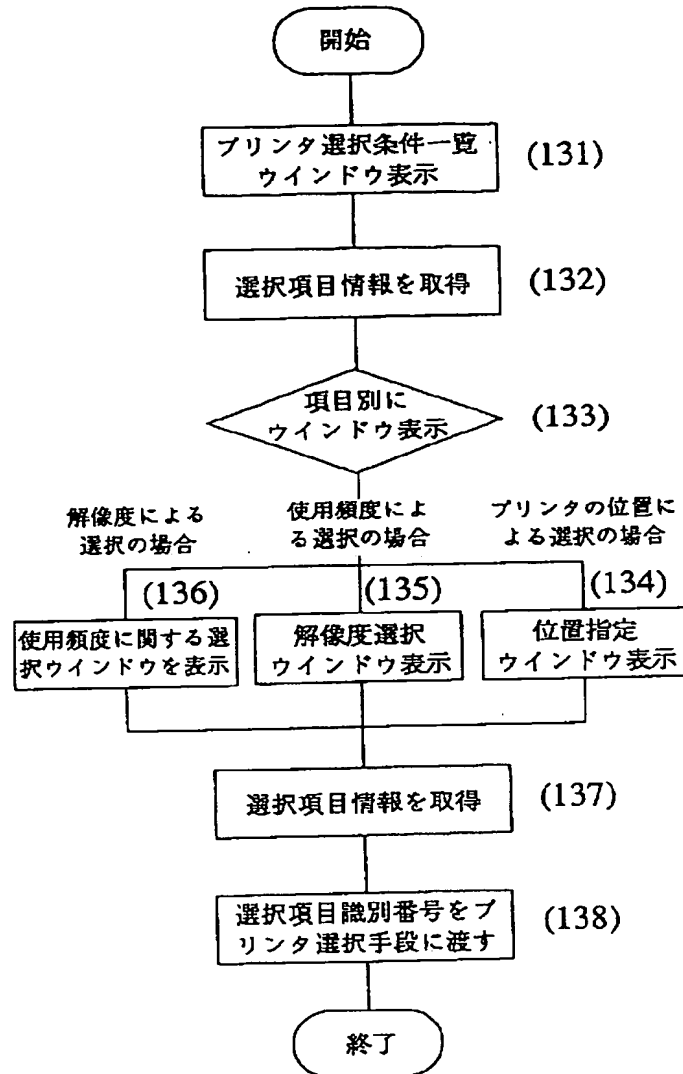 開始
プリンタ選択条件一覧
ウインドウ表示
(131)
選択項目情報を取得
(132)
項目別に
ウインドウ表示
(133)
解像度による
選択の場合
使用頻度によ
る選択の場合
プリンタの位置に
よる選択の場合
(136)
(135)
(134)
使用頻度に関する選
択ウインドウを表示
解像度選択
ウインドウ表示
位置指定
ウインドウ表示
選択項目情報を取得
(137)
選択項目識別番号をプ
リンタ選択手段に渡す
(138)
終了